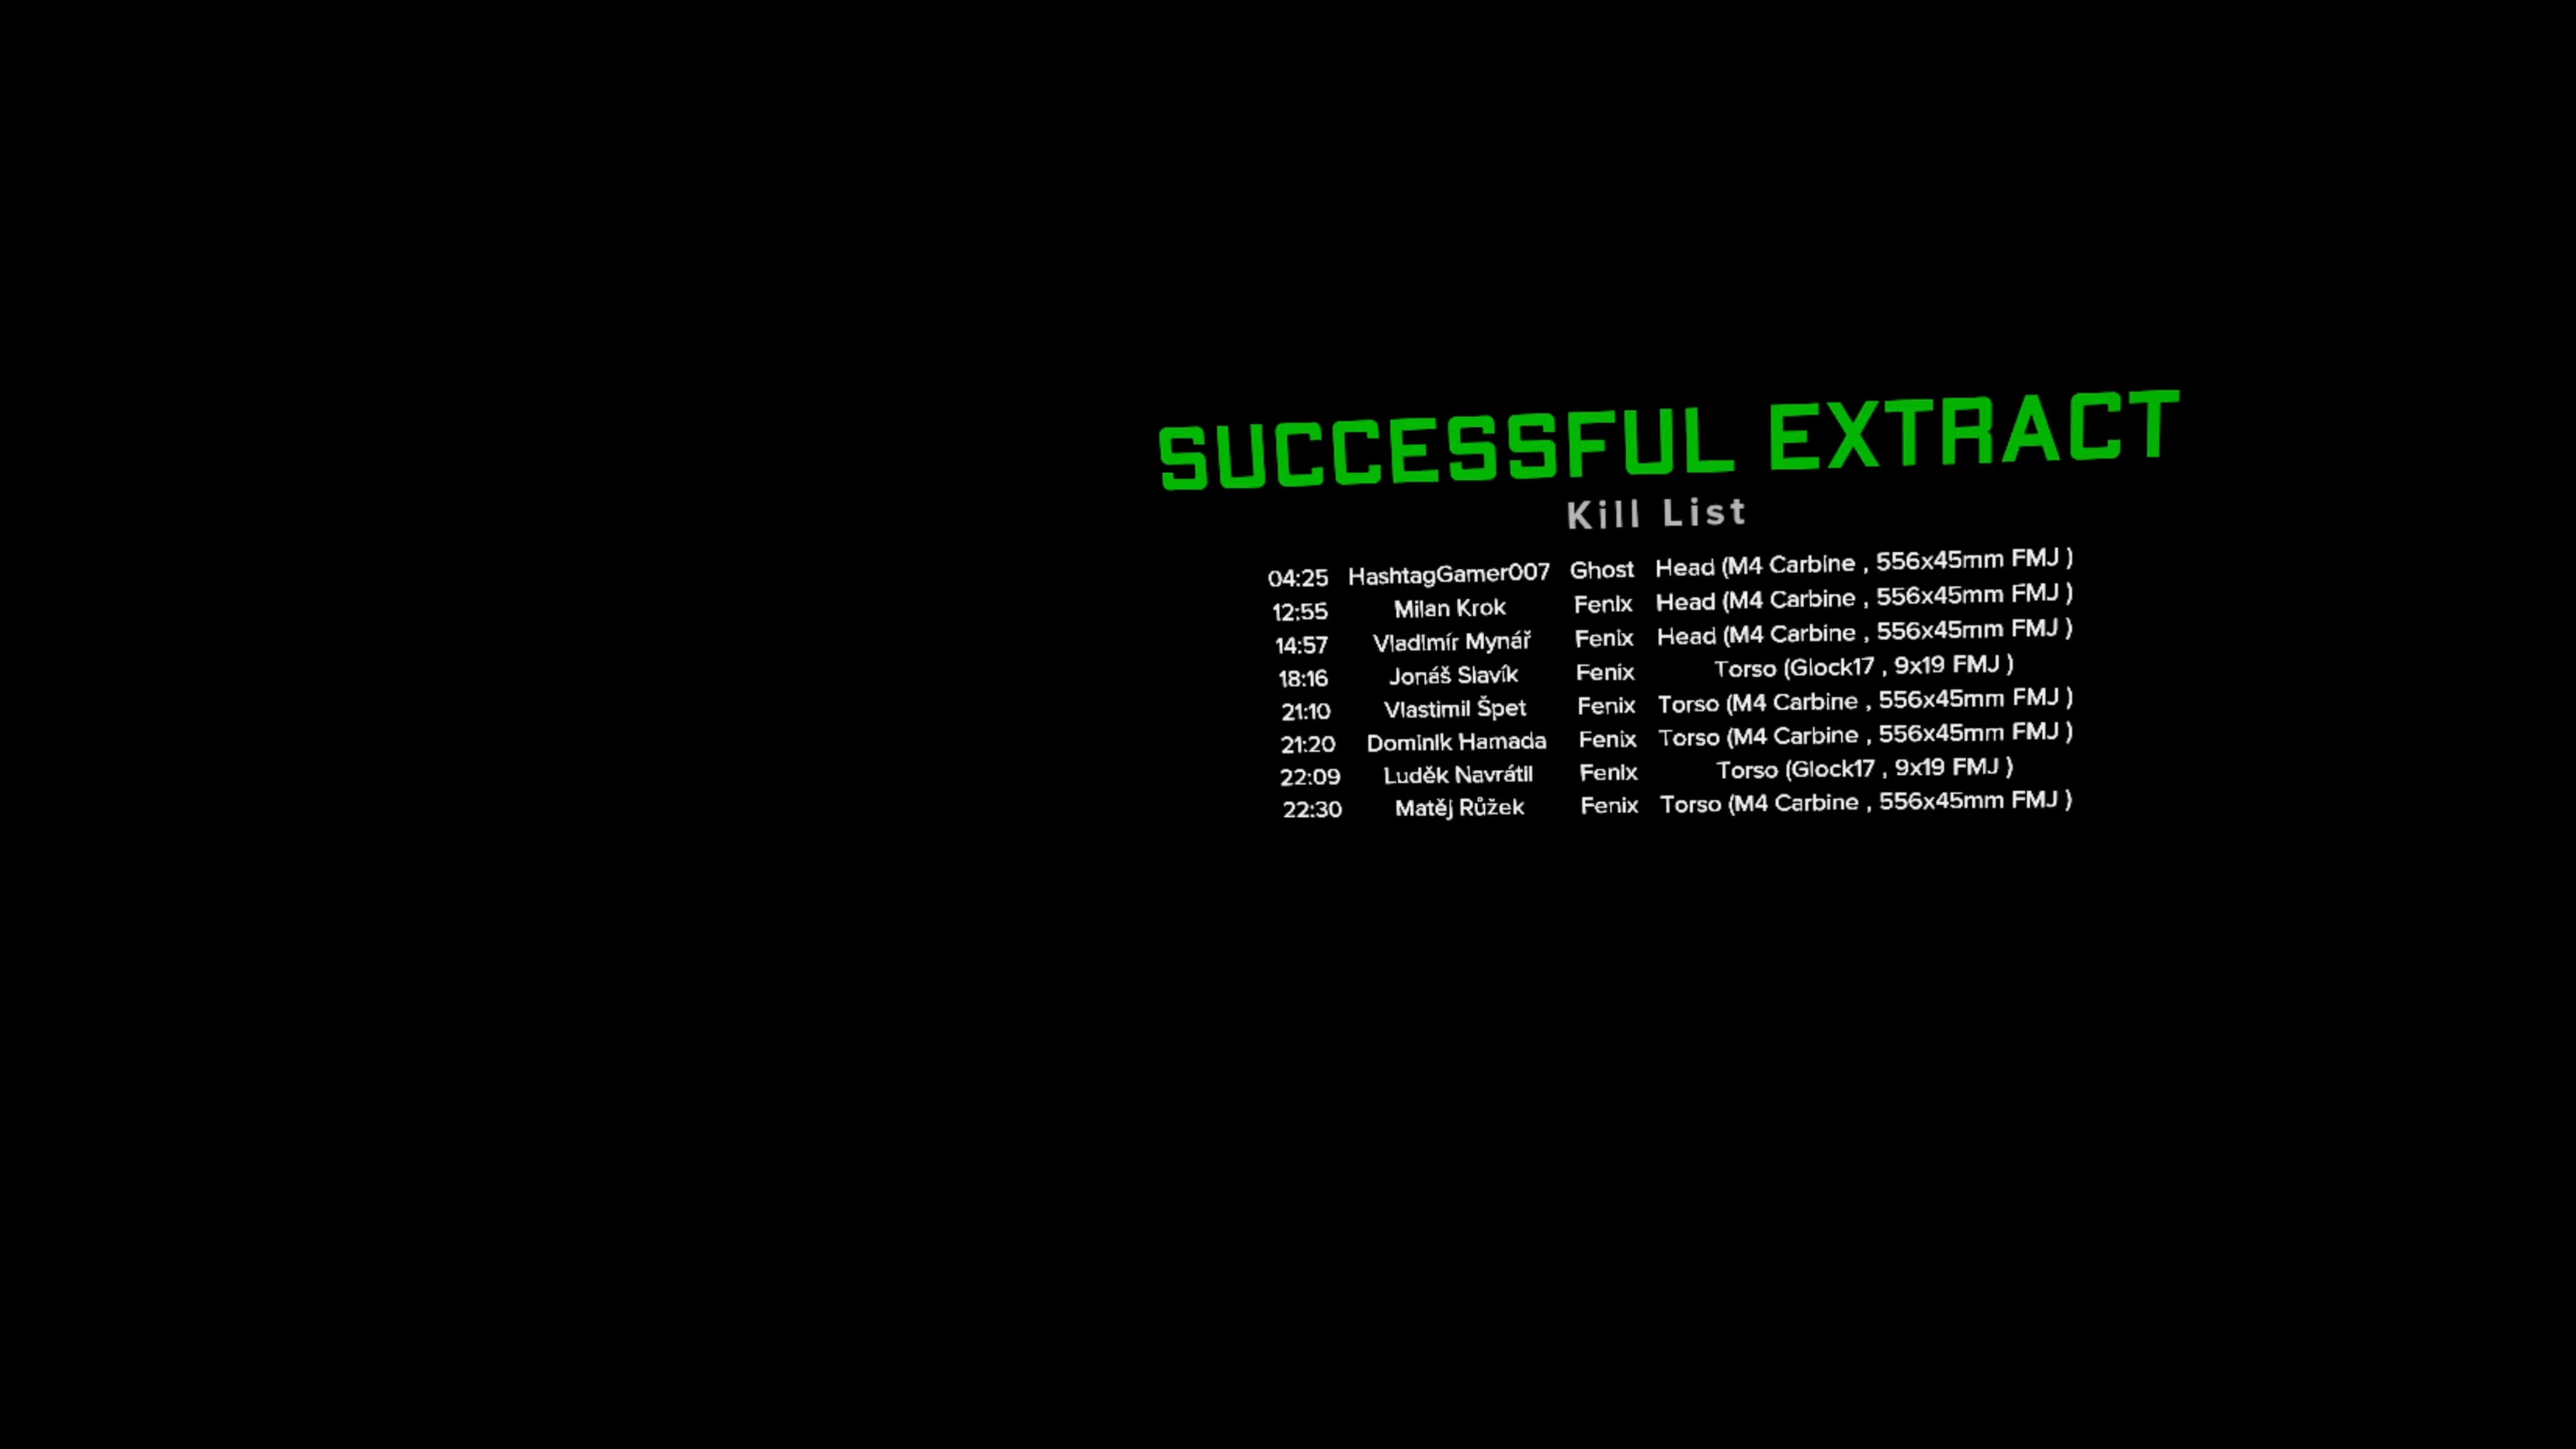 SUCCESSFUL EXTRACT
Kill List
04:25 HashtagGamer007 Ghost Head (M4 Carbine , 556x45mm FMJ )
12:55 Milan Krok Fenix Head (M4 Carbine , 556x45mm FMJ )
14:57 Vladimír Mynář Fenix Head (M4 Carbine , 556x45mm FMJ )
18:16 Jonáš Slavík Fenix Torso (Glock17 , 9x19 FMJ )
21:10 Vlastimil Špet Fenix Torso (M4 Carbine , 556x45mm FMJ )
21:20 Dominik Hamada Fenix Torso (M4 Carbine , 556x45mm FMJ )
22:09 Luděk Navrátil Fenix Torso (Glock17 , 9x19 FMJ )
22:30 Matěj Růžek Fenix Torso (M4 Carbine , 556x45mm FMJ )